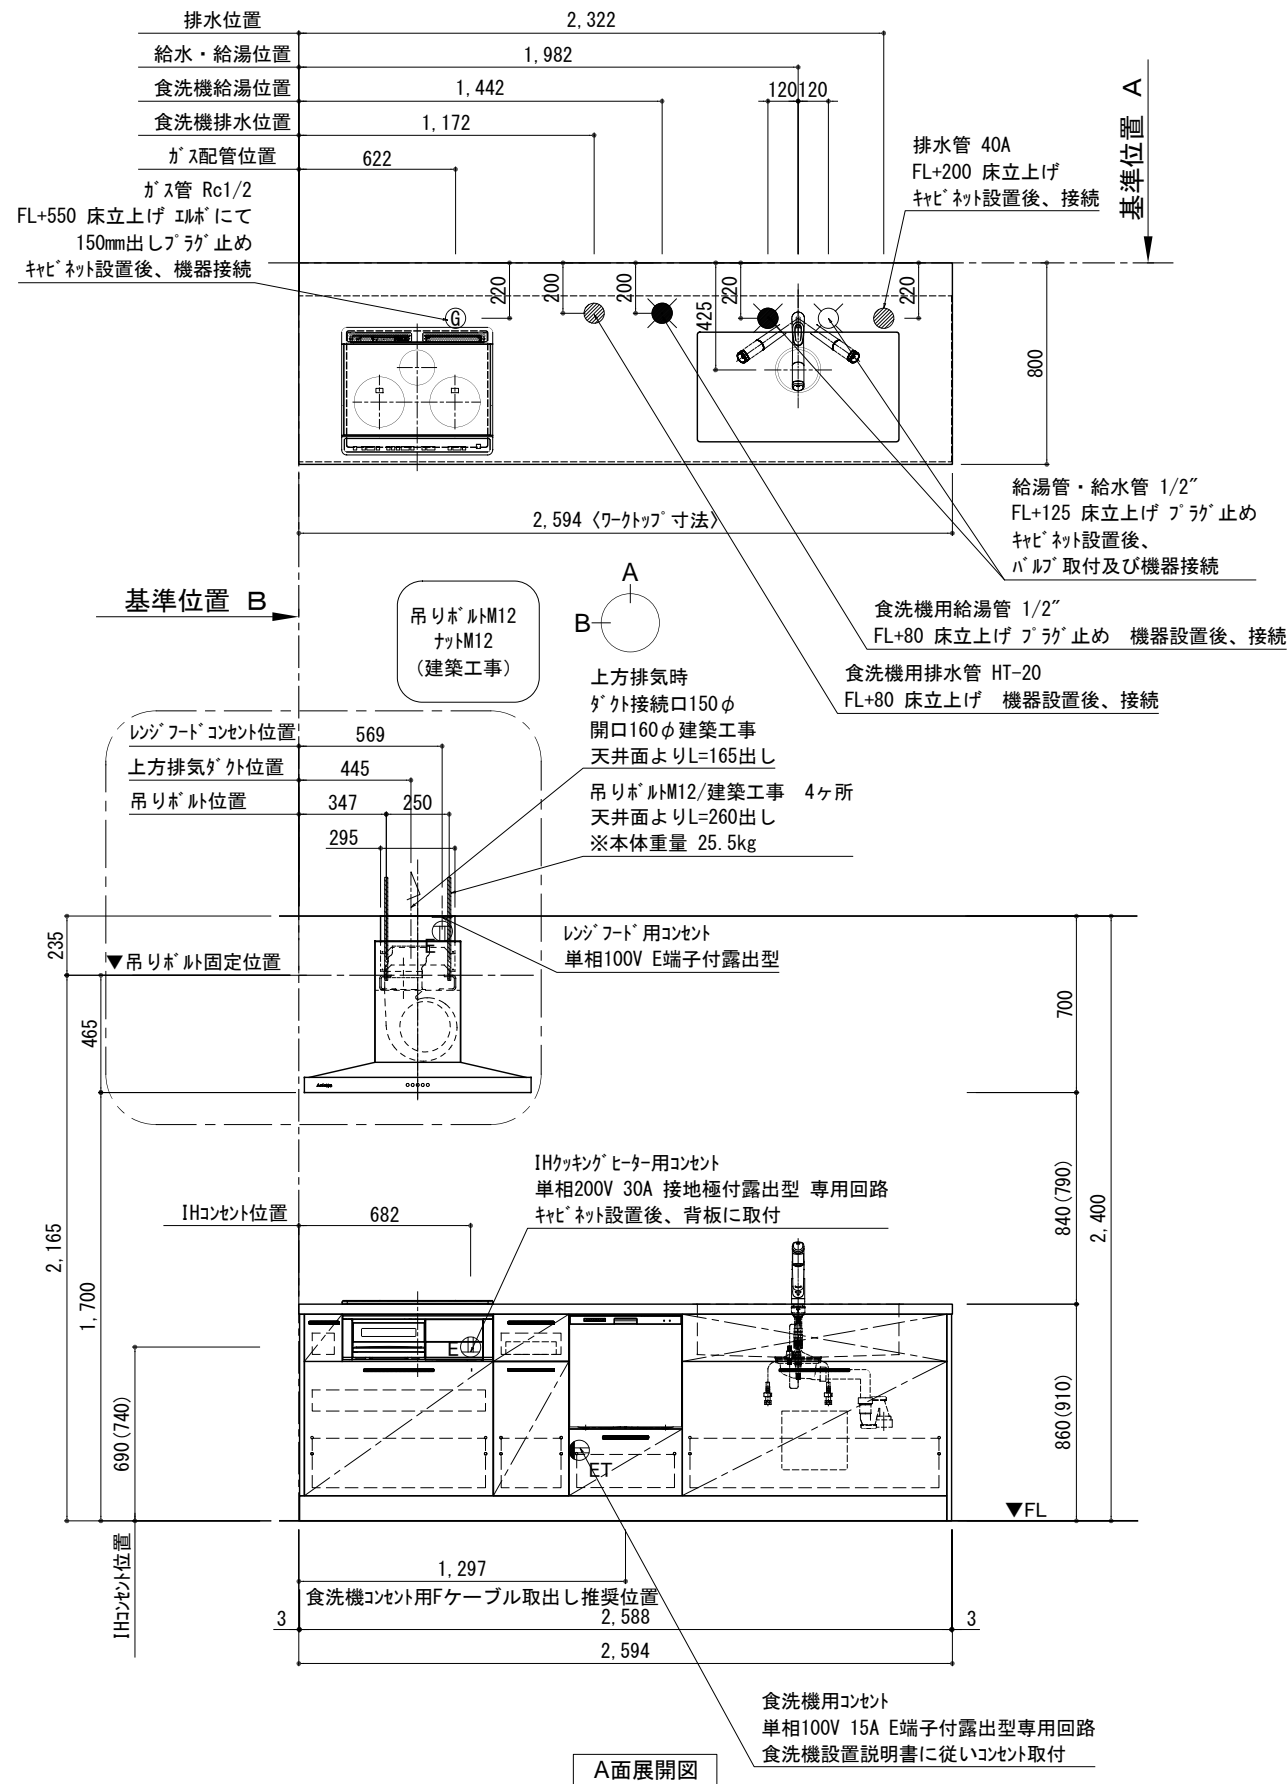 排水位置
2,322
給水・給湯位置
1,982
食洗機給湯位置
1,442
120
120
食洗機排水位置
1,172
ガス配管位置
622
ガス管 Rc1/2
FL+550 床立上げ エルボにて
150mm出しプラグ止め
キャビネット設置後、機器接続
排水管 40A
FL+200 床立上げ
キャビネット設置後、接続
基準位置 A
220
200
200
425
220
220
800
G
給湯管・給水管 1/2″
FL+125 床立上げ プラグ止め
キャビネット設置後、
バルブ取付及び機器接続
2,594〈ワークトップ寸法〉
基準位置 B
吊りボルトM12
ナットM12
(建築工事)
A
B
食洗機用給湯管 1/2″
FL+80 床立上げ プラグ止め 機器設置後、接続
食洗機用排水管 HT-20
FL+80 床立上げ 機器設置後、接続
上方排気時
ダクト接続口150φ
開口160φ建築工事
天井面よりL=165出し
レンジフードコンセント位置
569
上方排気ダクト位置
445
吊りボルト位置
347
250
295
吊りボルトM12/建築工事 4ヶ所
天井面よりL=260出し
※本体重量 25.5kg
235
▼吊りボルト固定位置
E
レンジフード用コンセント
単相100V E端子付露出型
465
700
IHクッキングヒーター用コンセント
単相200V 30A 接地極付露出型 専用回路
キャビネット設置後、背板に取付
IHコンセント位置
682
2,165
1,700
840(790)
2,400
E
690(740)
860(910)
ET
▼FL
IHコンセント位置
1,297
食洗機コンセント用Fケーブル取出し推奨位置
3
2,588
3
2,594
食洗機用コンセント
単相100V 15A E端子付露出型専用回路
食洗機設置説明書に従いコンセント取付
A面展開図